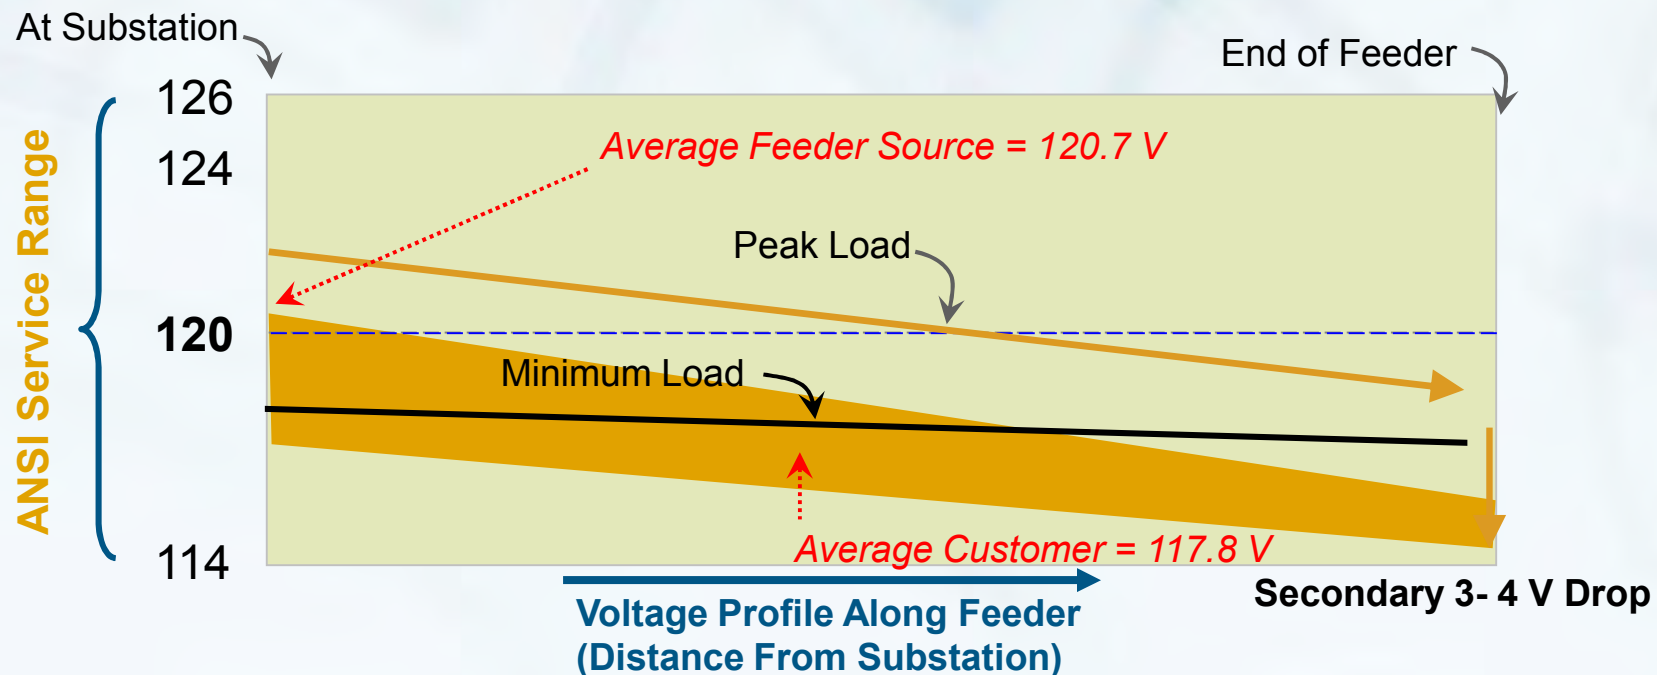 At Substation
End of Feeder
126
124
120
114
ANSI Service Range
Average Feeder Source = 120.7 V
Peak Load
Minimum Load
Average Customer = 117.8 V
Secondary 3- 4 V Drop
Voltage Profile Along Feeder
(Distance From Substation)